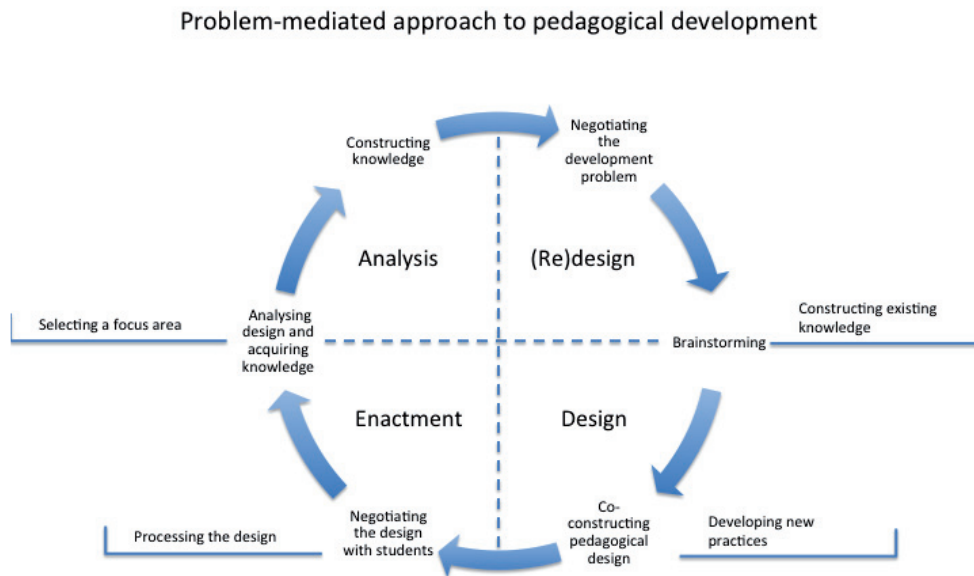 Problem-mediated approach to pedagogical development
Constructing
knowledge
Negotiating
the
development
problem
Analysis
(Re)design
Selecting a focus area
Analysing
design and
acquiring
knowledge
Brainstorming
Constructing existing
knowledge
Enactment
Design
Processing the design
Negotiating
the design
with students
Co-
constructing
pedagogical
design
Developing new
practices